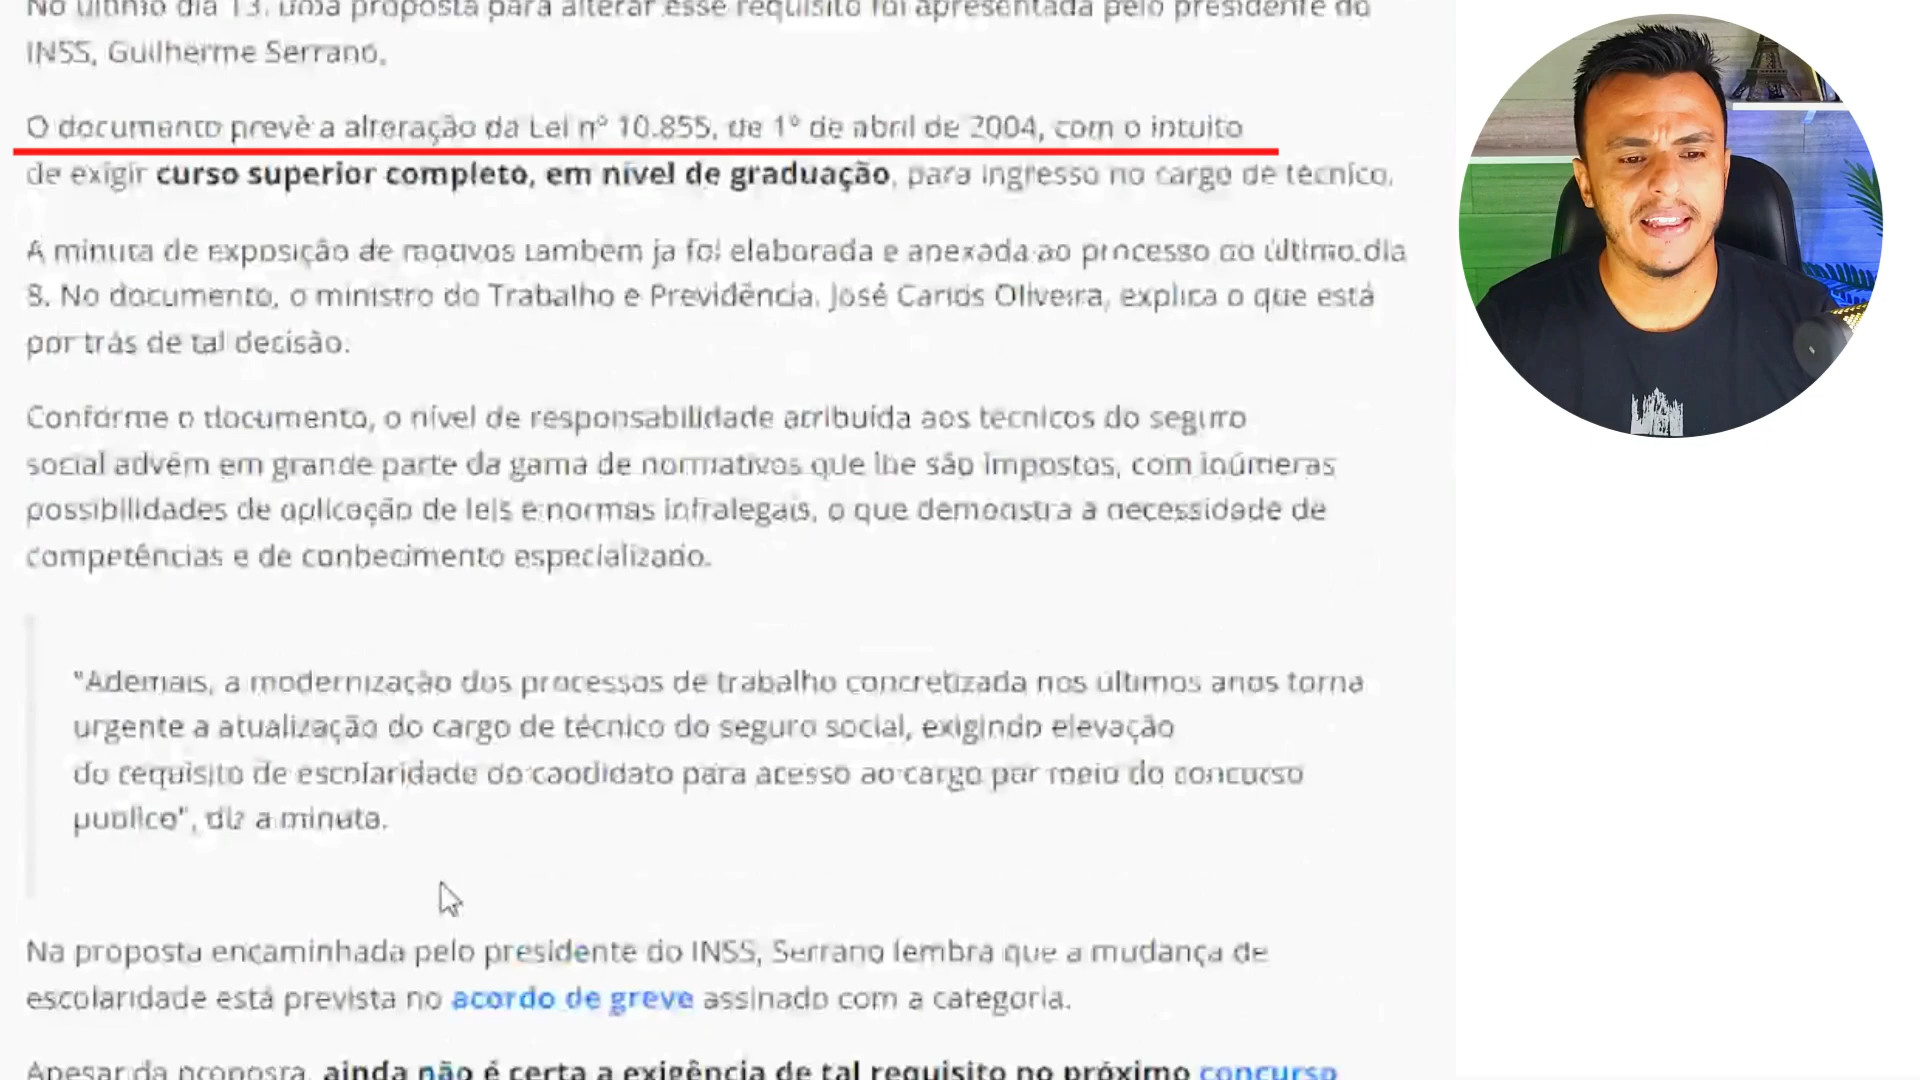 No último dia 13, uma proposta para alterar esse requisito foi apresentada pelo presidente do
INSS, Guilherme Serrano.
O documento prevê a alteração da Lei nº 10.855, de 1º de abril de 2004, com o intuito
de exigir curso superior completo, em nível de graduação, para ingresso no cargo de técnico.
A minuta de exposição de motivos também já foi elaborada e anexada ao processo no último dia
8. No documento, o ministro do Trabalho e Previdência, José Carlos Oliveira, explica o que está
por trás de tal decisão.
Conforme o documento, o nível de responsabilidade atribuída aos técnicos do seguro
social advém em grande parte da gama de normativos que lhe são impostos, com inúmeras
possibilidades de aplicação de leis e normas infralegais, o que demonstra a necessidade de
competências e de conhecimento especializado.
"Ademais, a modernização dos processos de trabalho concretizada nos últimos anos torna
urgente a atualização do cargo de técnico do seguro social, exigindo elevação
do requisito de escolaridade do candidato para acesso ao cargo por meio do concurso
público", diz a minuta.
Na proposta encaminhada pelo presidente do INSS, Serrano lembra que a mudança de
escolaridade está prevista no acordo de greve assinado com a categoria.
Apesar da proposta, ainda não é certa a exigência de tal requisito no próximo concurso